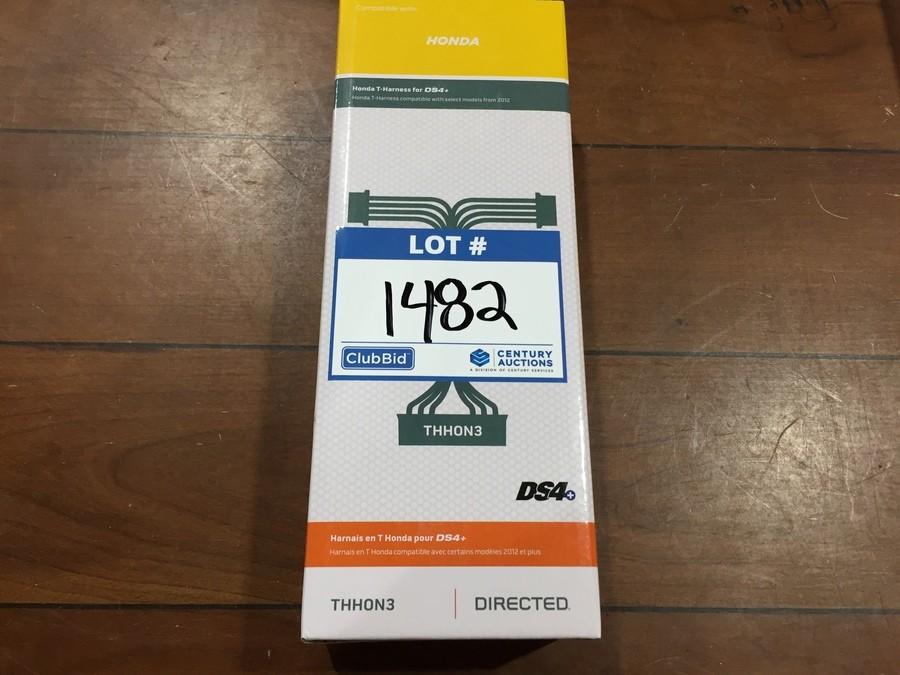 Compatible with:
HONDA
Honda T-Harness for DS4+
Honda T-Harness compatible with select models from 2012
LOT #
1482
ClubBid
CENTURY
AUCTIONS
A DIVISION OF CENTURY SERVICES
THHON3
DS4+
Harnais en T Honda pour DS4+
Harnais en T Honda compatible avec certains modèles 2012 et plus
THHON3
DIRECTED